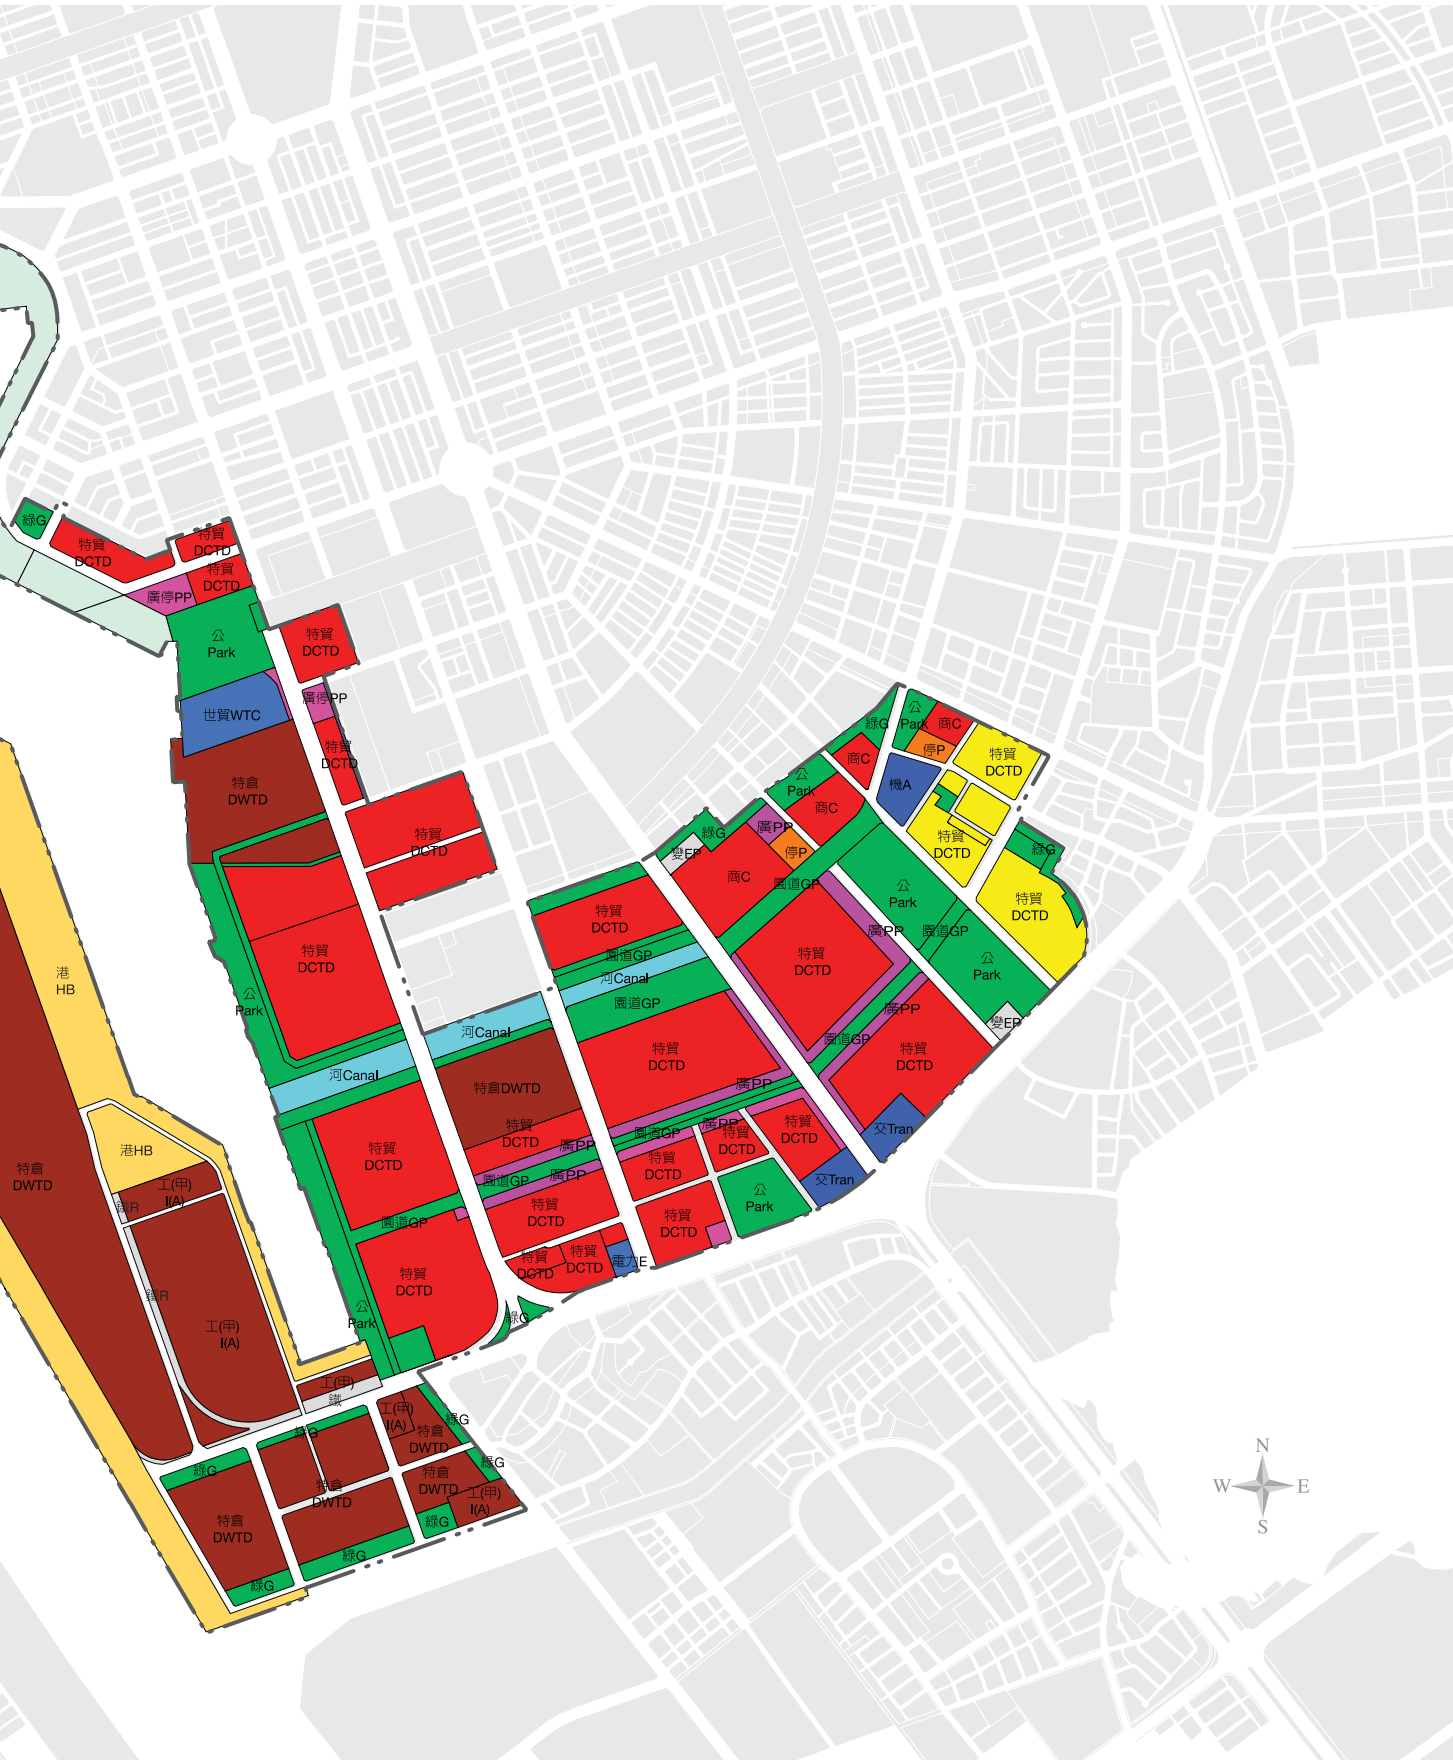 綠G
特貿
DCTD
特貿
DCTD
特貿
DCTD
廣停PP
公
Park
特貿
DCTD
世貿WTC
廣停PP
特貿
DCTD
特倉
DWTD
特貿
DCTD
特貿
DCTD
公
Park
河Canal
河Canal
特倉DWTD
特貿
DCTD
廣PP
廣PP
園道GP
特貿
DCTD
園道GP
特貿
DCTD
特貿
DCTD
特貿
DCTD
特貿
DCTD
電力E
公
Park
綠G
特貿
DCTD
園道GP
河Canal
園道GP
特貿
DCTD
廣PP
園道GP
廣PP
特貿
DCTD
特貿
DCTD
特貿
DCTD
特貿
DCTD
公
Park
交Tran
交Tran
綠G
公
Park
商C
停P
商C
機A
特貿
DCTD
特貿
DCTD
綠G
特貿
DCTD
公
Park
商C
廣PP
停P
綠G
變EP
商C
園道GP
公
Park
廣PP
園道GP
公
Park
特貿
DCTD
廣PP
變EP
園道GP
特貿
DCTD
港
HB
港HB
特倉
DWTD
工(甲)
I(A)
鐵R
鐵R
工(甲)
I(A)
工(甲)
鐵
工(甲)
I(A)
綠G
特倉
DWTD
綠G
綠G
綠G
特倉
DWTD
特倉
DWTD
工(甲)
I(A)
綠G
特倉
DWTD
綠G
綠G
N
W
E
S